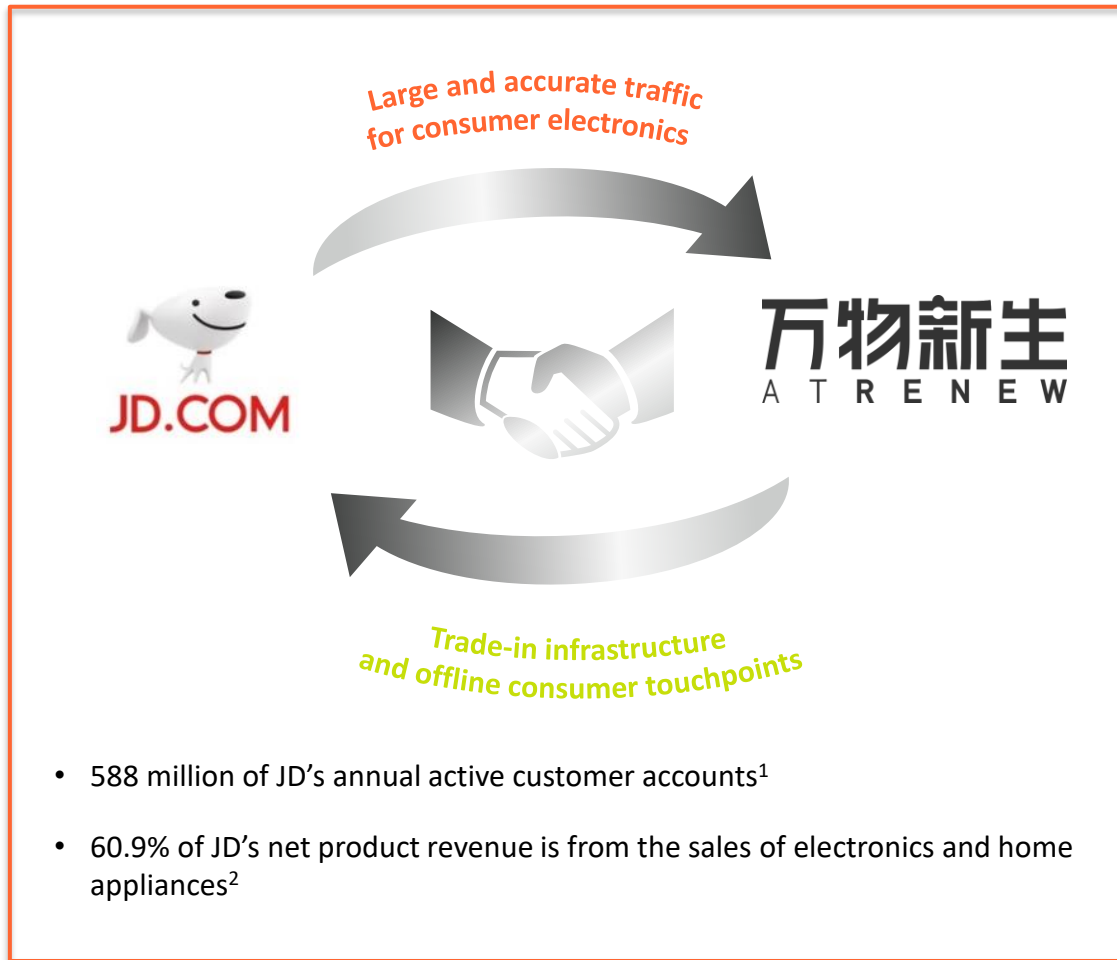 Large and accurate traffic
for consumer electronics
JD.COM
万物新生
ATRENEW
Trade-in infrastructure
and offline consumer touchpoints
• 588 million of JD’s annual active customer accounts1
• 60.9% of JD’s net product revenue is from the sales of electronics and home
appliances2